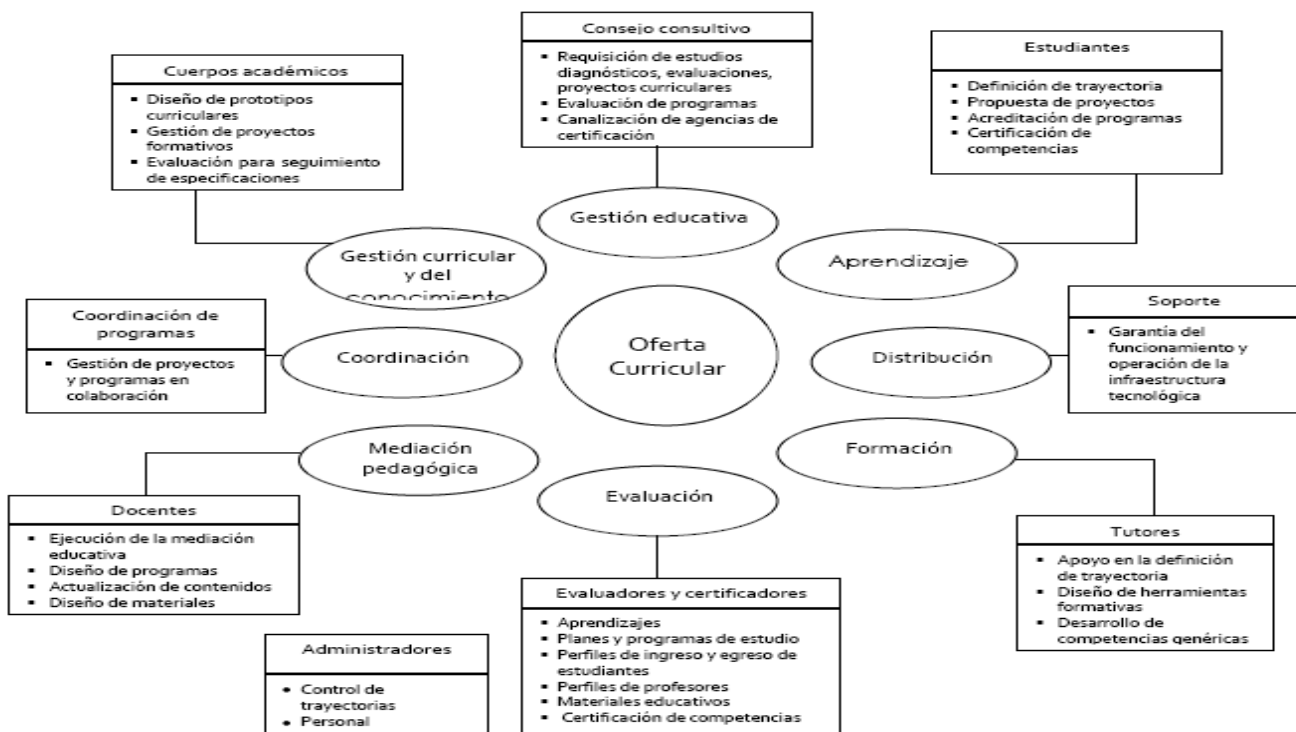 Consejo consultivo
Requisición de estudios
diagnósticos, evaluaciones,
proyectos curriculares
Evaluación de programas
Canalización de agencias de
certificación
Estudiantes
Definición de trayectoria
Propuesta de proyectos
Acreditación de programas
Certificación de
competencias
Cuerpos académicos
Diseño de prototipos
curriculares
Gestión de proyectos
formativos
Evaluación para seguimiento
de especificaciones
Gestión educativa
Gestión curricular
y del
conocimiento
Aprendizaje
Coordinación de
programas
Gestión de proyectos
y programas en
colaboración
Coordinación
Oferta
Curricular
Distribución
Soporte
Garantía del
funcionamiento y
operación de la
infraestructura
tecnológica
Mediación
pedagógica
Evaluación
Formación
Docentes
Ejecución de la mediación
educativa
Diseño de programas
Actualización de contenidos
Diseño de materiales
Tutores
Apoyo en la definición
de trayectoria
Diseño de herramientas
formativas
Desarrollo de
competencias genéricas
Evaluadores y certificadores
Aprendizajes
Planes y programas de estudio
Perfiles de ingreso y egreso de
estudiantes
Perfiles de profesores
Materiales educativos
Certificación de competencias
Administradores
Control de
trayectorias
Personal